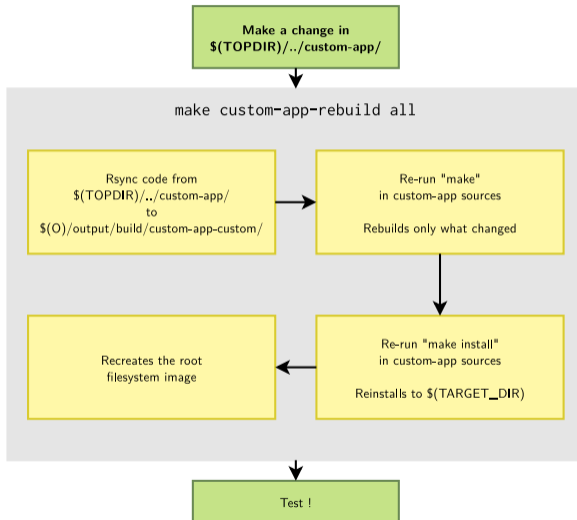 Make a change in
$(TOPDIR)/../custom-app/
make custom-app-rebuild all
Rsync code from
$(TOPDIR)/../custom-app/
to
$(O)/output/build/custom-app-custom/
Re-run "make"
in custom-app sources
Rebuilds only what changed
Re-run "make install"
in custom-app sources
Reinstalls to $(TARGET_DIR)
Recreates the root
filesystem image
Test !